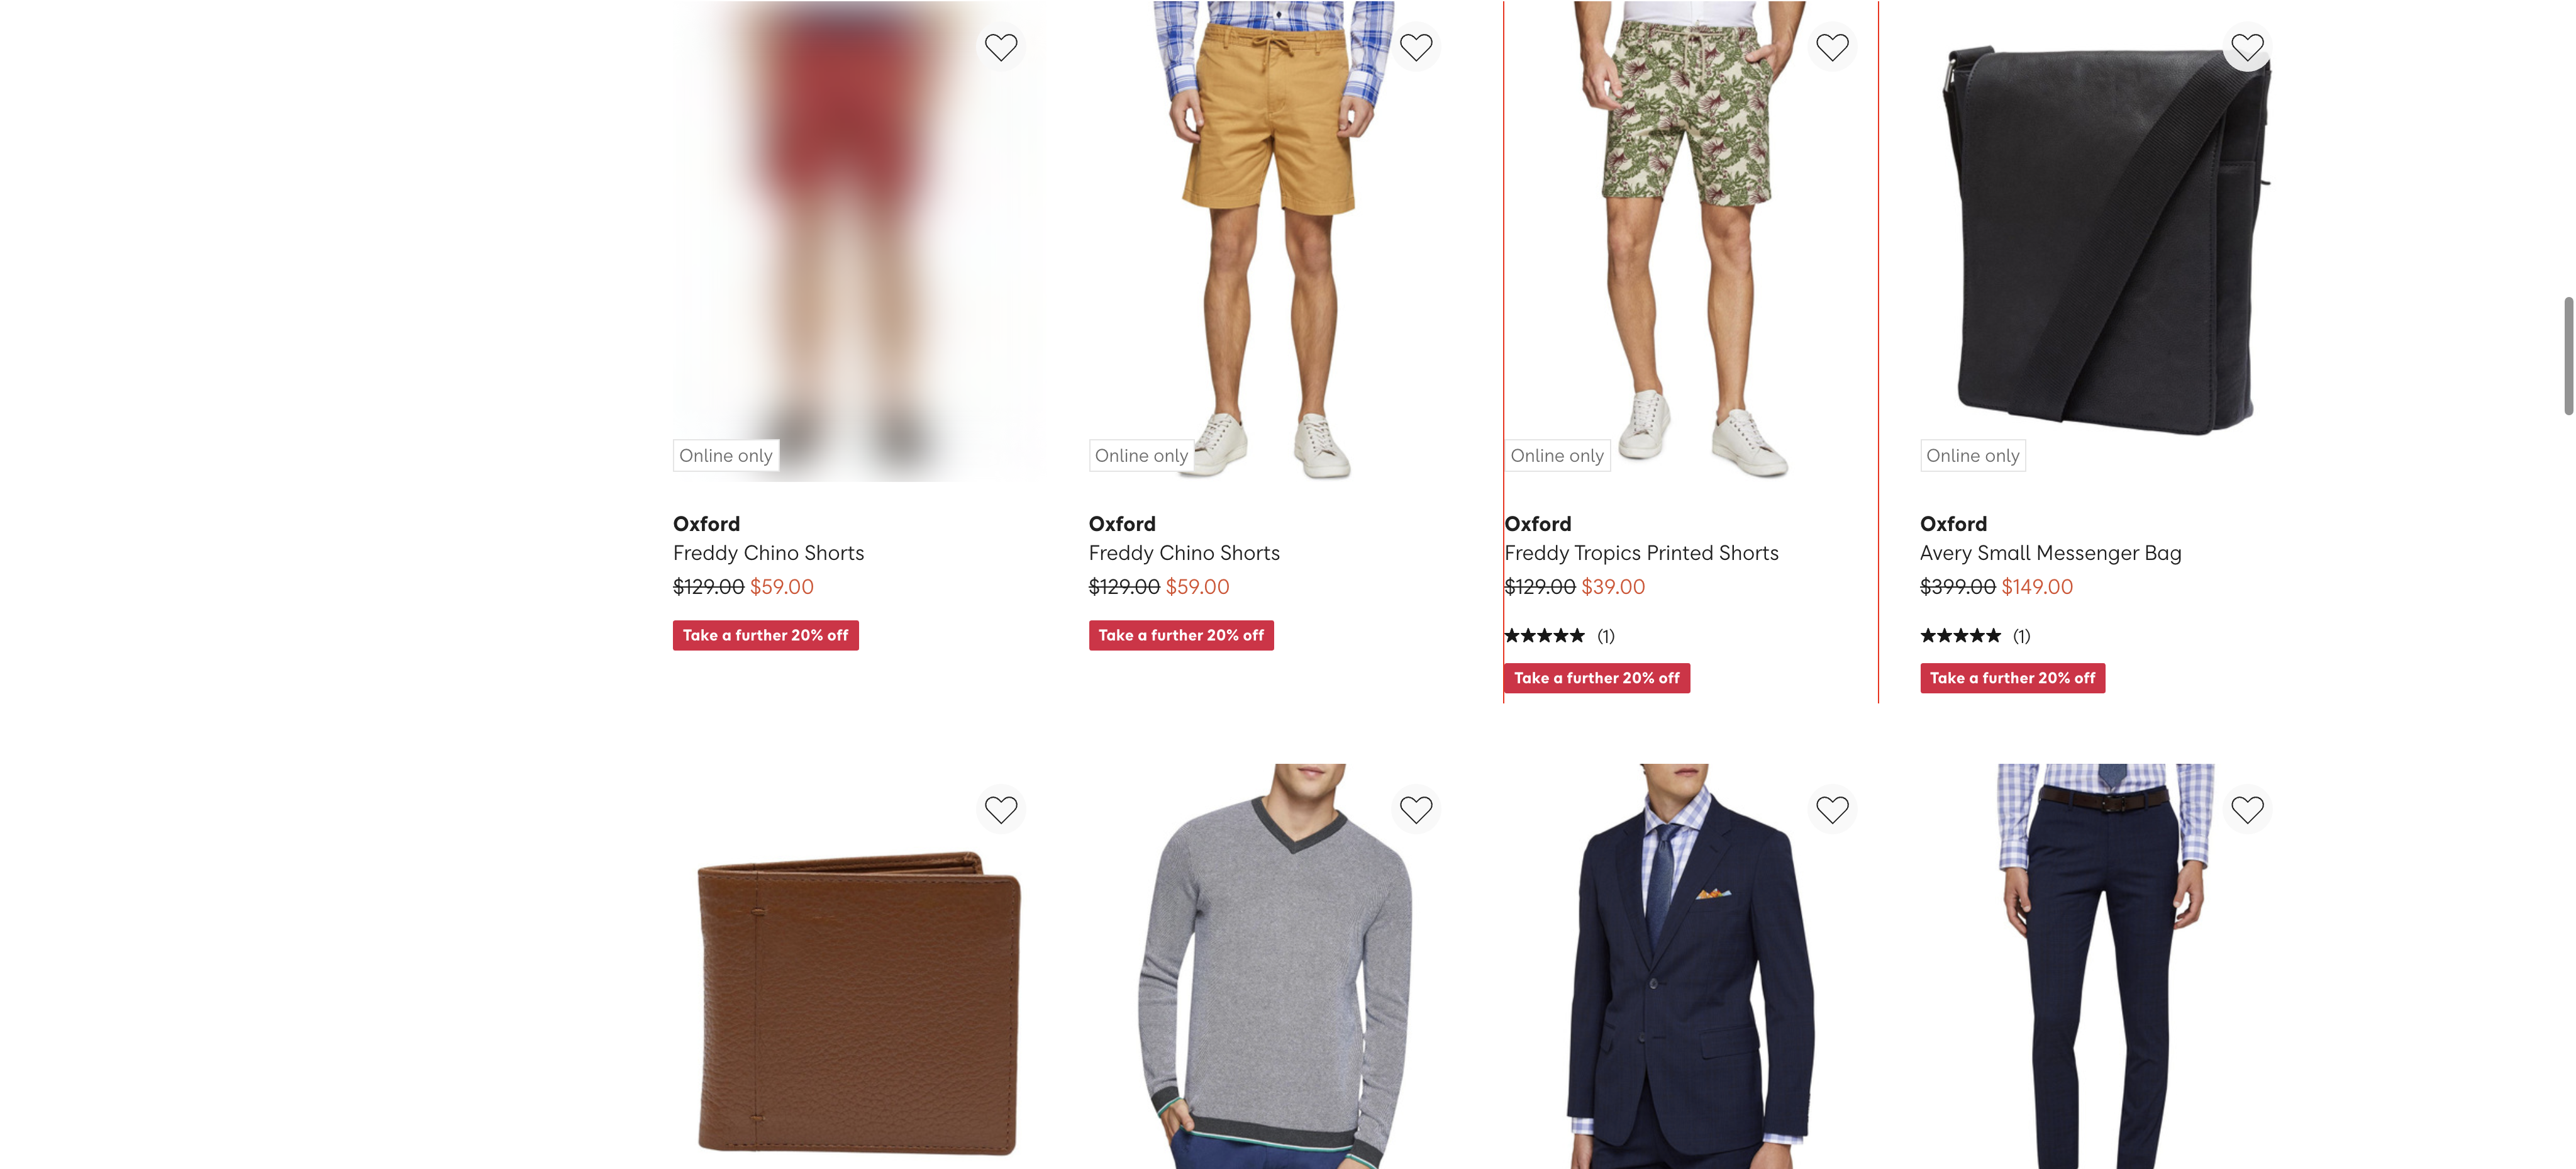 Online only
Oxford
Freddy Chino Shorts
$129.00 $59.00
Take a further 20% off
Online only
Oxford
Freddy Chino Shorts
$129.00 $59.00
Take a further 20% off
Online only
Oxford
Freddy Tropics Printed Shorts
$129.00 $39.00
★★★★★ (1)
Take a further 20% off
Online only
Oxford
Avery Small Messenger Bag
$399.00 $149.00
★★★★★ (1)
Take a further 20% off